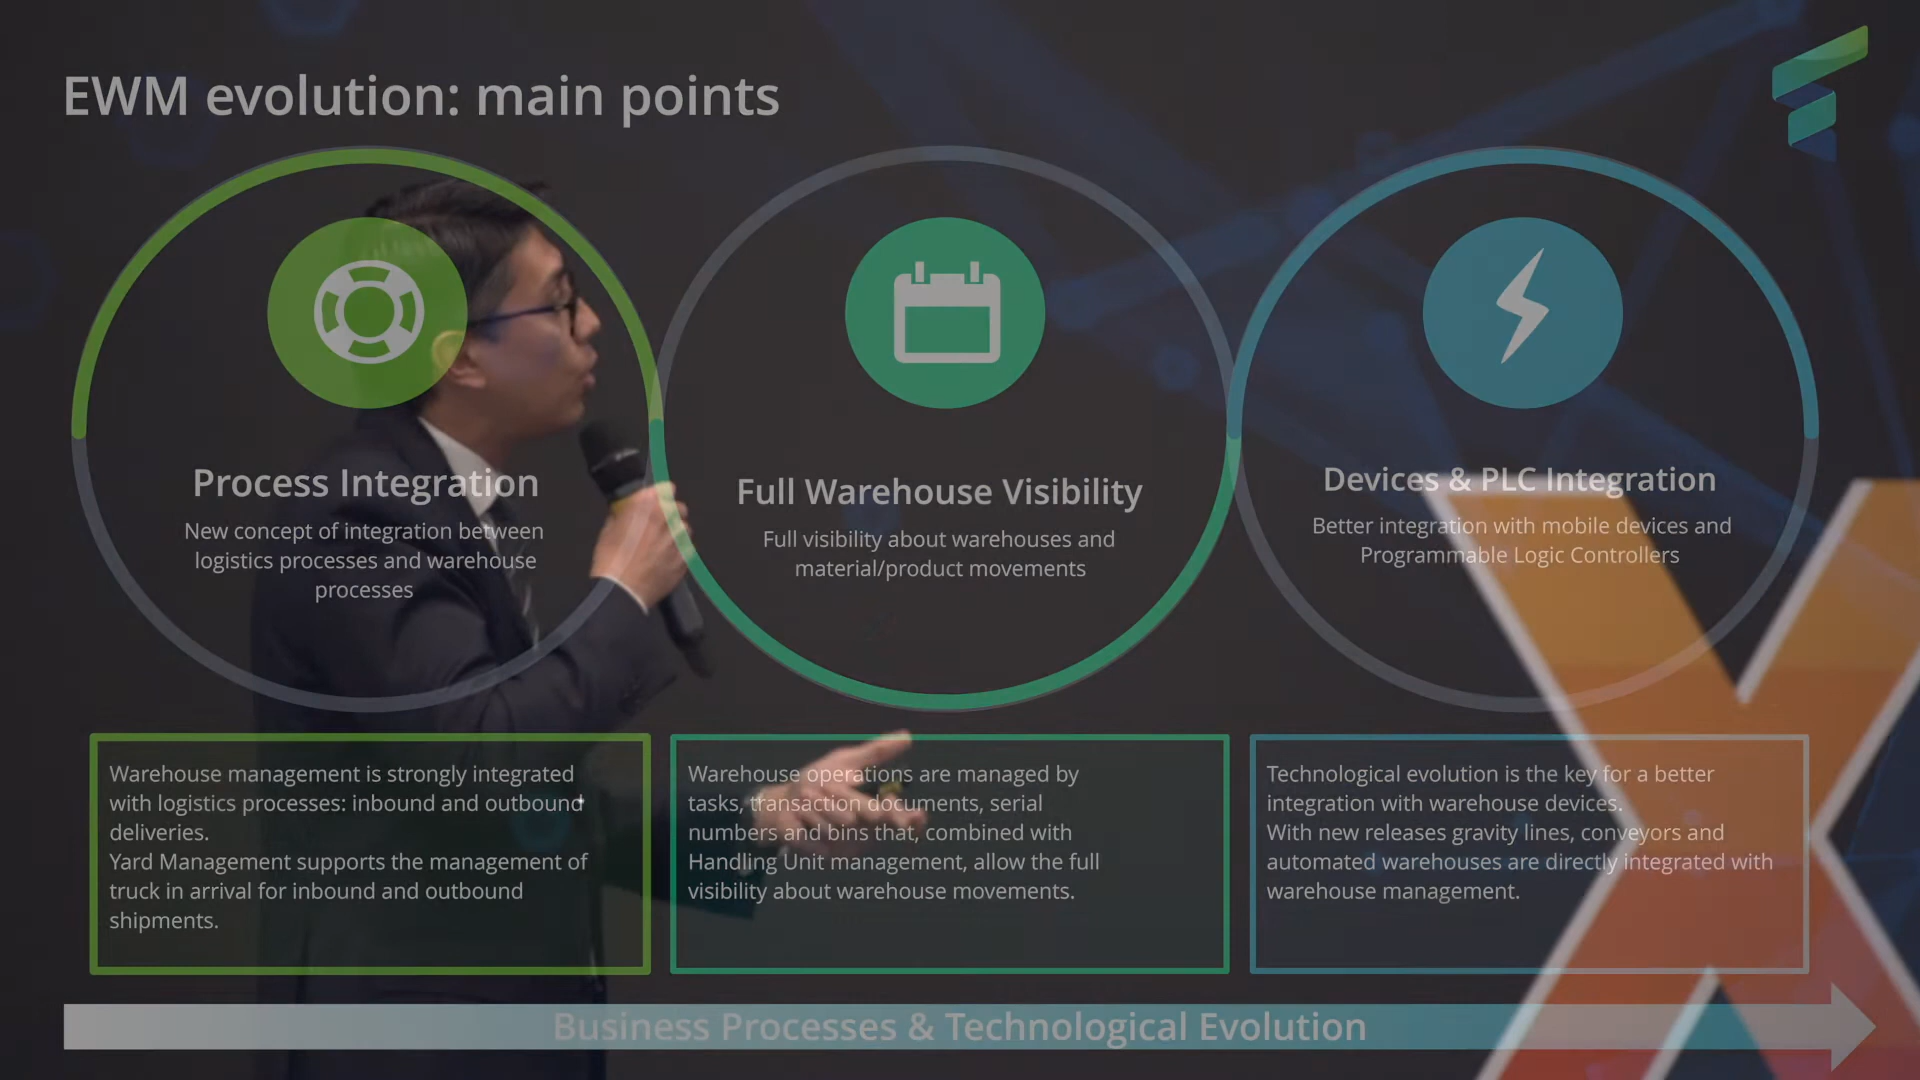 EWM evolution: main points
Process Integration
New concept of integration between
logistics processes and warehouse
processes
Full Warehouse Visibility
Full visibility about warehouses and
material/product movements
Devices & PLC Integration
Better integration with mobile devices and
Programmable Logic Controllers
Warehouse management is strongly integrated
with logistics processes: inbound and outbound
deliveries.
Yard Management supports the management of
truck in arrival for inbound and outbound
shipments.
Warehouse operations are managed by
tasks, transaction documents, serial
numbers and bins that, combined with
Handling Unit management, allow the full
visibility about warehouse movements.
Technological evolution is the key for a better
integration with warehouse devices.
With new releases gravity lines, conveyors and
automated warehouses are directly integrated with
warehouse management.
Business Processes & Technological Evolution
X